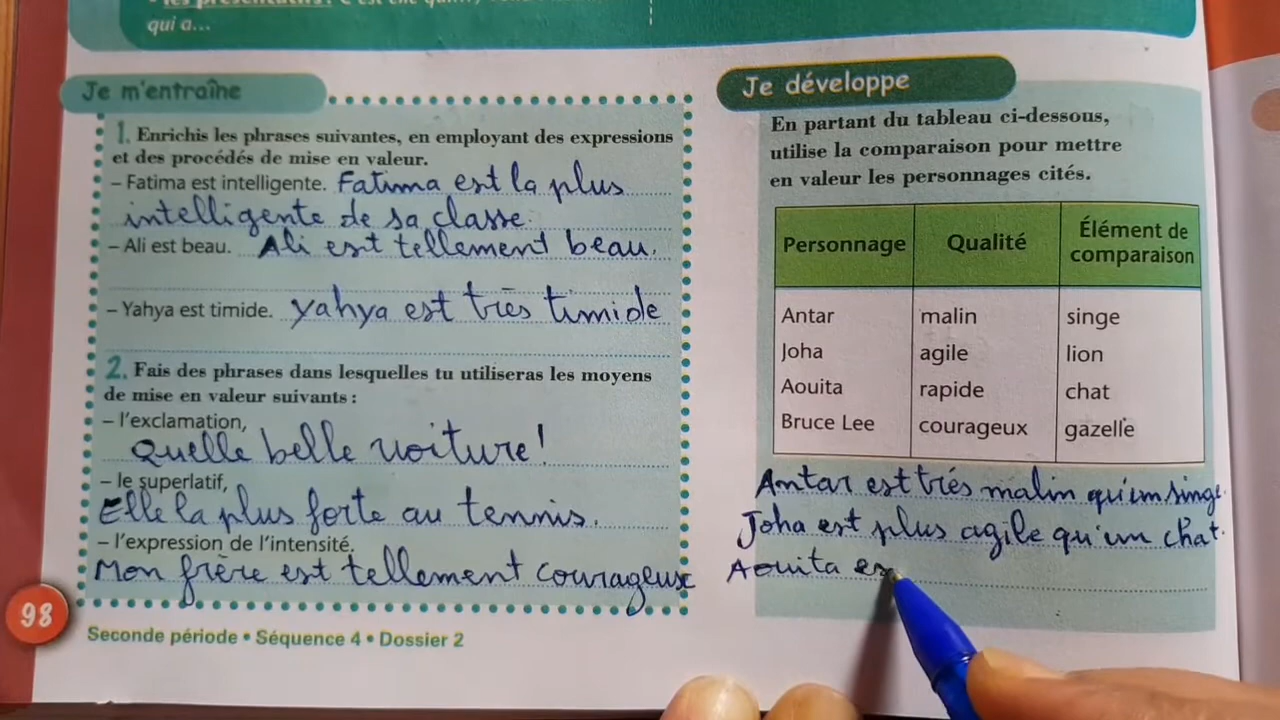 qui a...
Je m'entraîne
1. Enrichis les phrases suivantes, en employant des expressions
et des procédés de mise en valeur.
– Fatima est intelligente. Fatima est la plus
intelligente de sa classe.
– Ali est beau. Ali est tellement beau.
– Yahya est timide. Yahya est très timide
2. Fais des phrases dans lesquelles tu utiliseras les moyens
de mise en valeur suivants :
– l'exclamation,
Quelle belle voiture!
– le superlatif,
Elle la plus forte au tennis.
– l'expression de l'intensité.
Mon frère est tellement courageux
98
Seconde période • Séquence 4 • Dossier 2
Je développe
En partant du tableau ci-dessous,
utilise la comparaison pour mettre
en valeur les personnages cités.
Personnage Qualité Élément de comparaison
Antar malin singe
Joha agile lion
Aouita rapide chat
Bruce Lee courageux gazelle
Antar est trés malin qu'un singe.
Joha est plus agile qu'un chat.
Aouita es